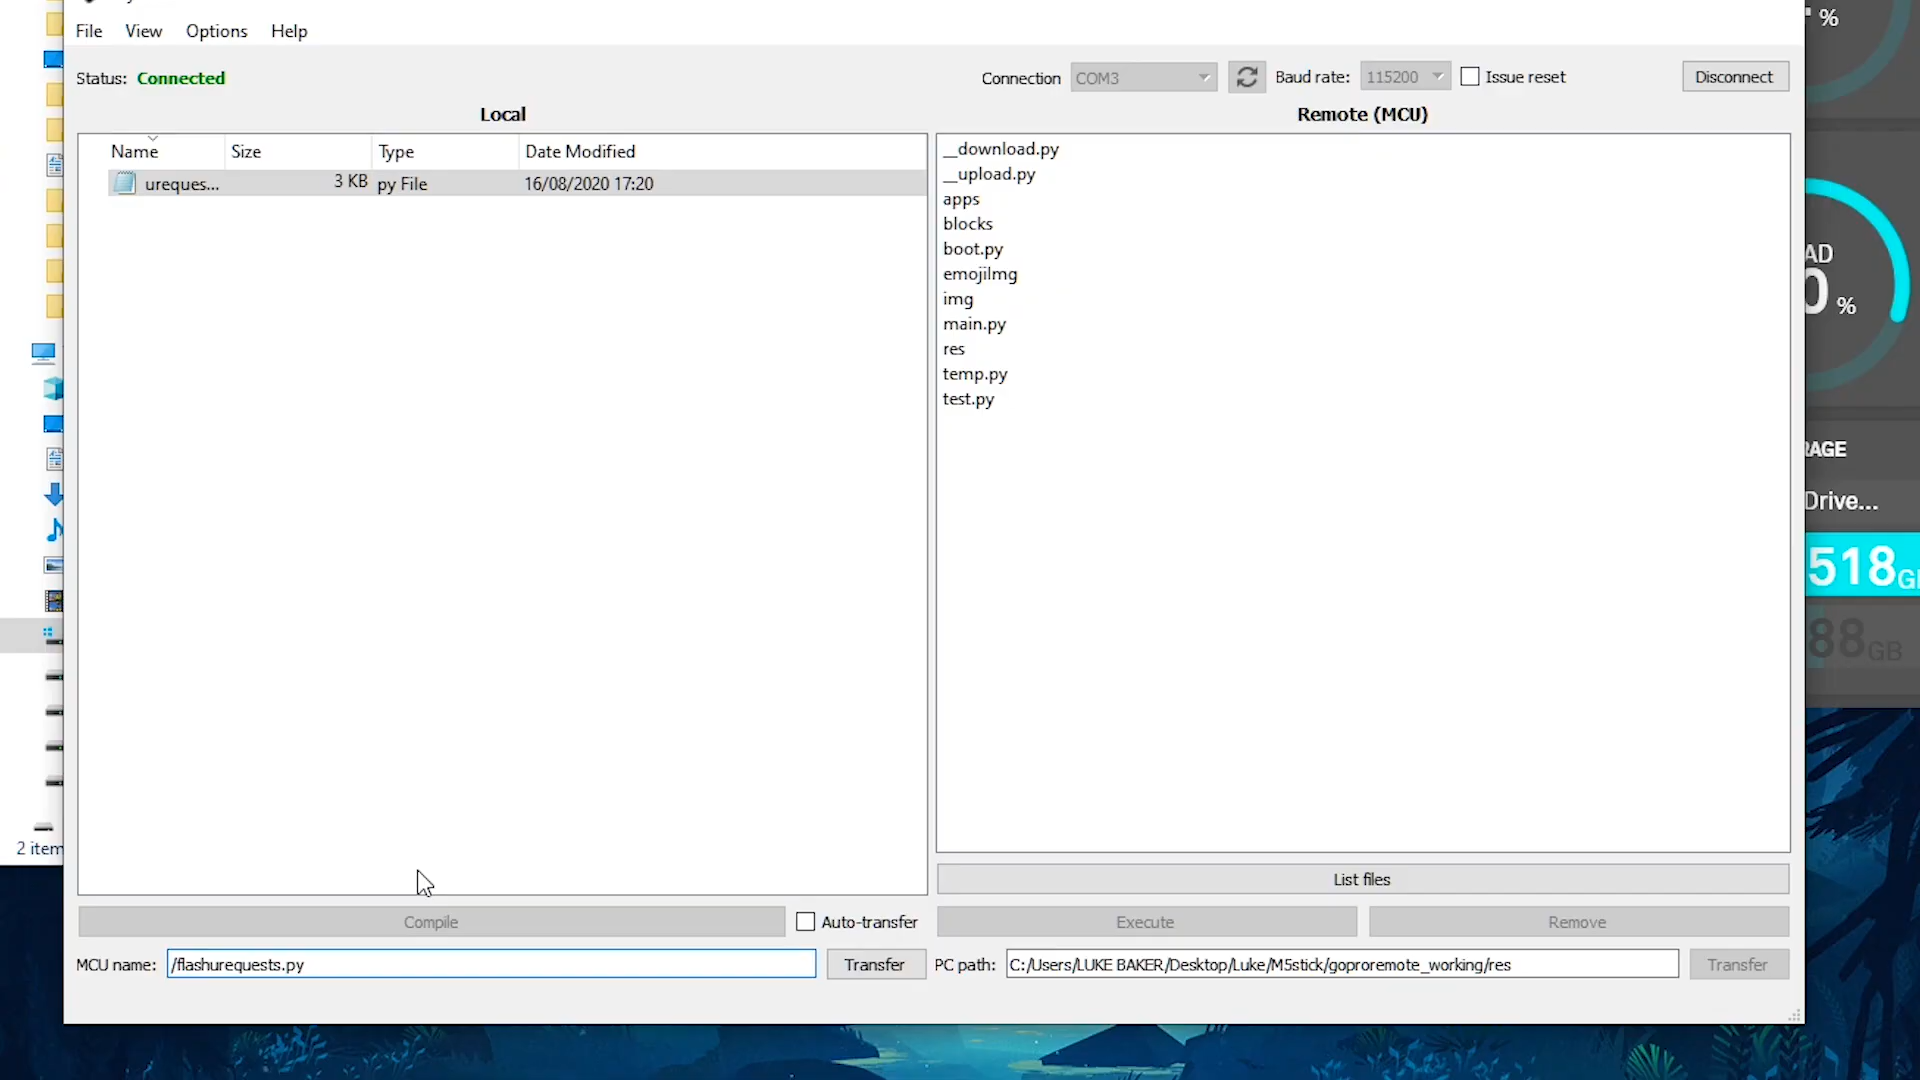 File View Options Help
Status: Connected
Connection COM3 Baud rate: 115200 Issue reset Disconnect
Local
Remote (MCU)
Name Size Type Date Modified
ureques... 3 KB py File 16/08/2020 17:20
__download.py
__upload.py
apps
blocks
boot.py
emojiImg
img
main.py
res
temp.py
test.py
List files
Compile Auto-transfer Execute Remove
MCU name: /flashurequests.py Transfer PC path: C:/Users/LUKE BAKER/Desktop/Luke/M5stick/goproremote_working/res Transfer
2 item
%
AD
0 %
RAGE
Drive...
518G
88GB